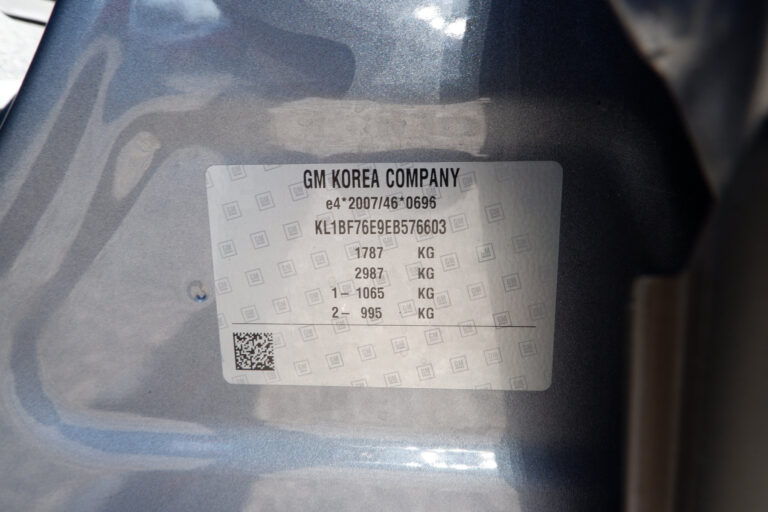 GM KOREA COMPANY
e4*2007/46*0696
KL1BF76E9EB576603
1787 KG
2987 KG
1– 1065 KG
2– 995 KG